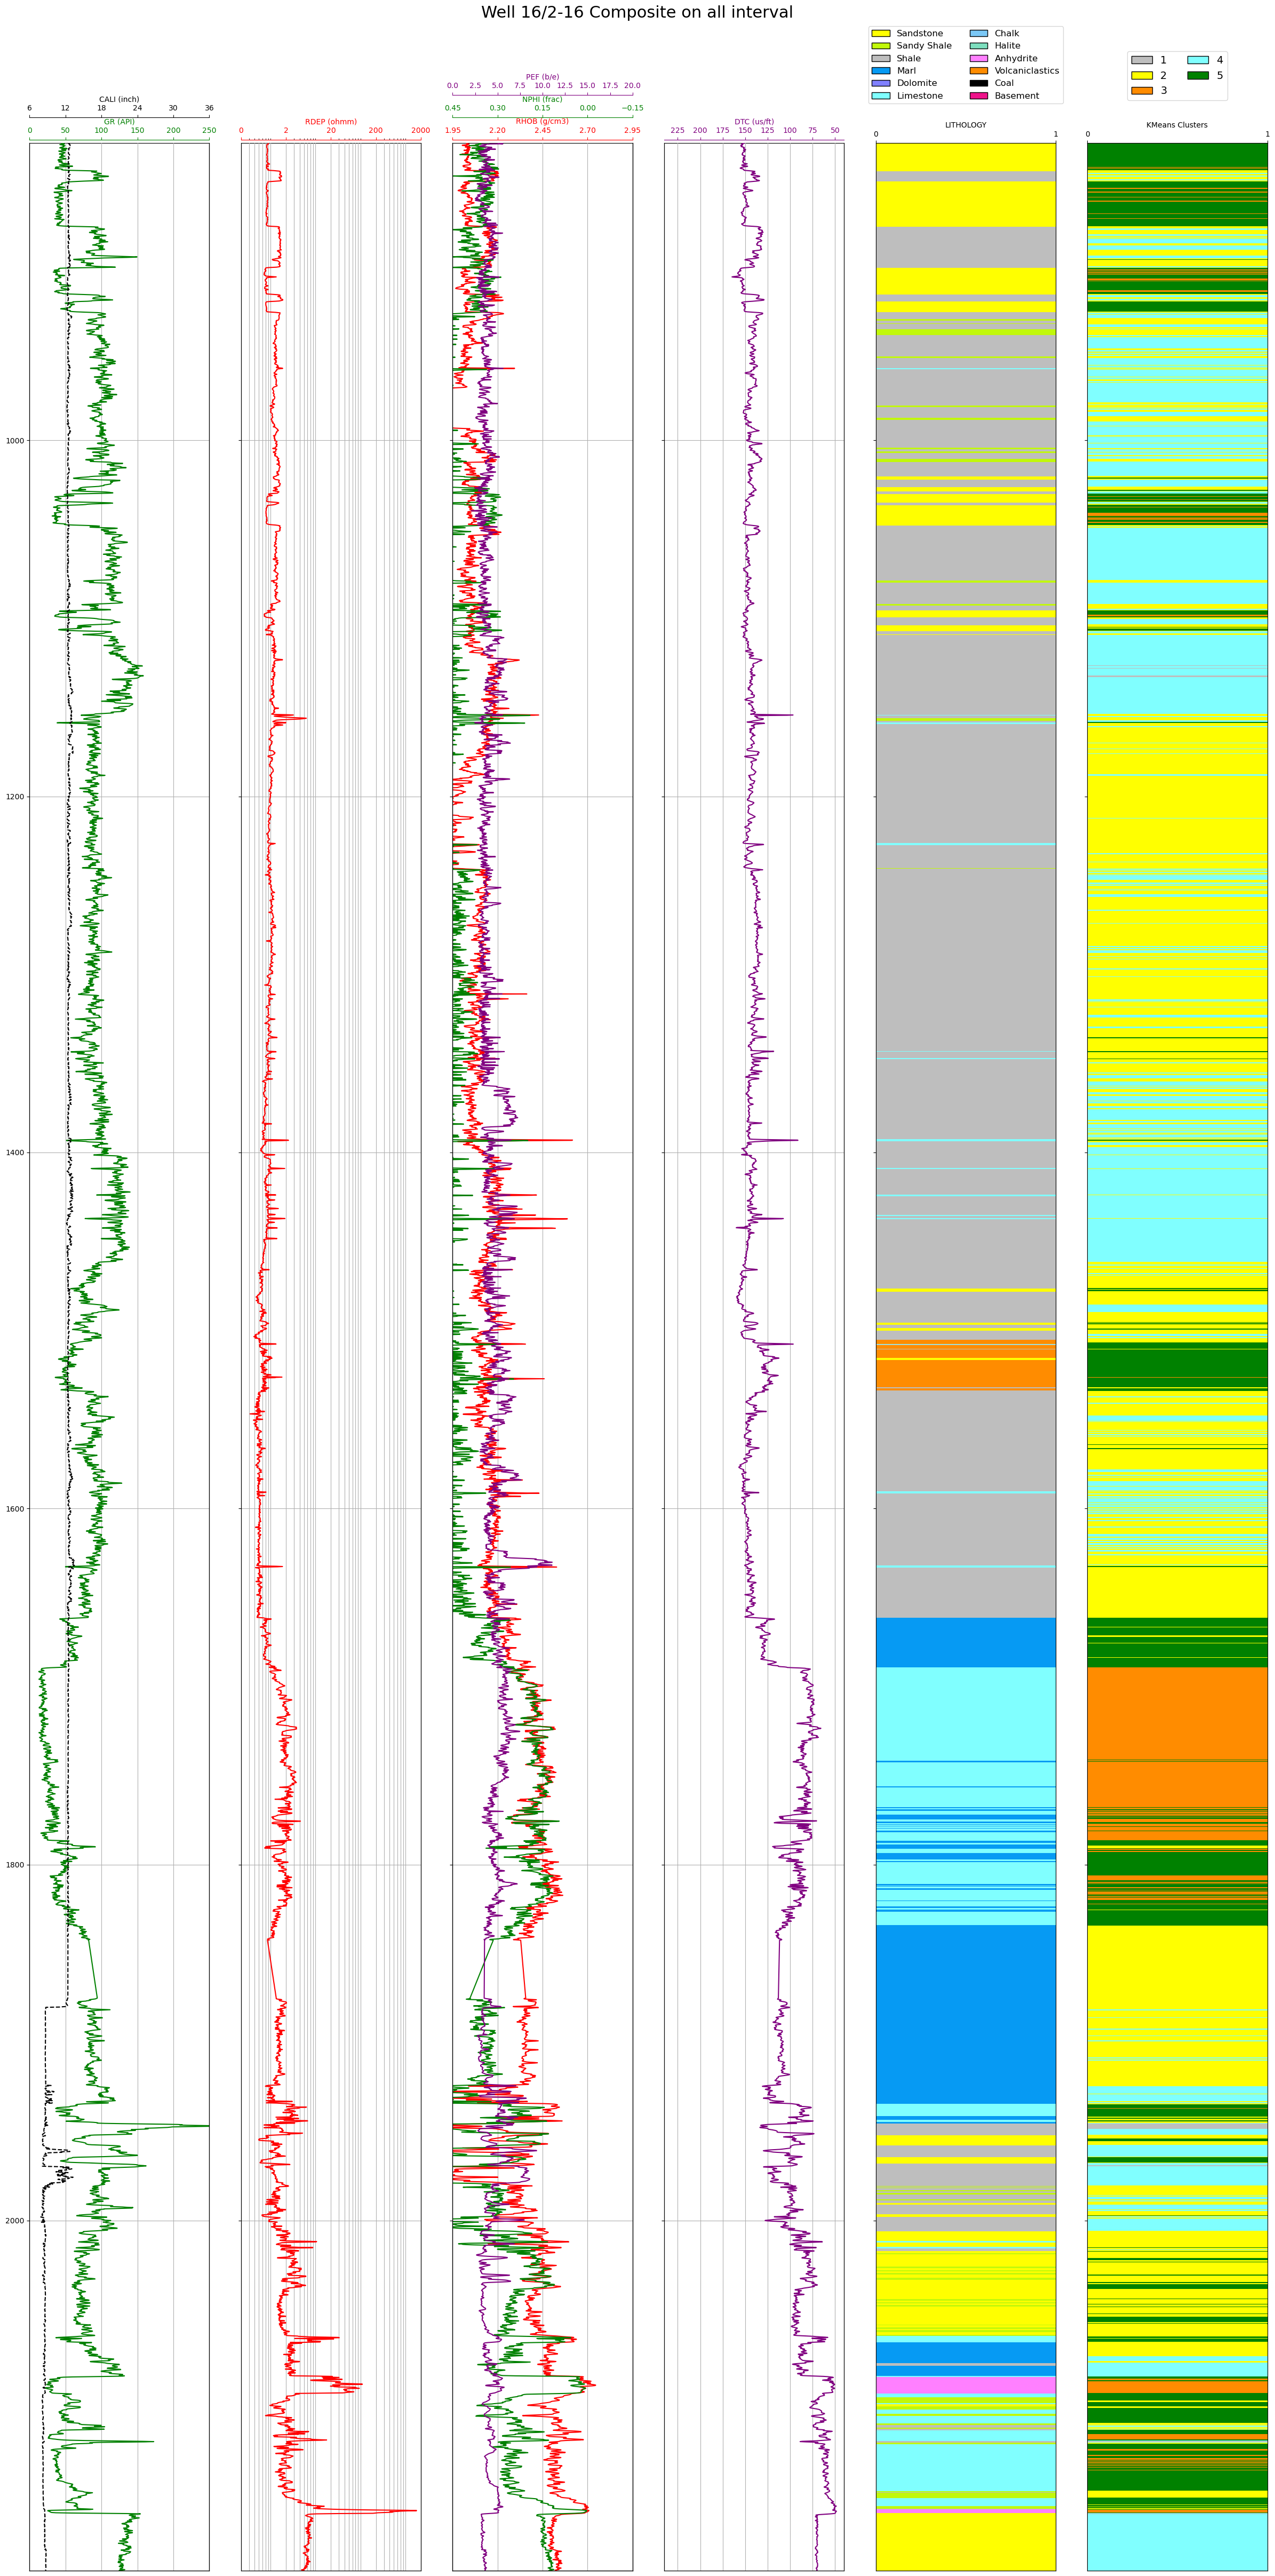 Well 16/2-16 Composite on all interval
Sandstone Chalk
Sandy Shale Halite
Shale Anhydrite
Marl Volcaniclastics
Dolomite Coal
Limestone Basement
1 4
2 5
3
PEF (b/e)
0.0 2.5 5.0 7.5 10.0 12.5 15.0 17.5 20.0
CALI (inch)
6 12 18 24 30 36
NPHI (frac)
0.45 0.30 0.15 0.00 −0.15
GR (API)
0 50 100 150 200 250
RDEP (ohmm)
0 2 20 200 2000
RHOB (g/cm3)
1.95 2.20 2.45 2.70 2.95
DTC (us/ft)
225 200 175 150 125 100 75 50
LITHOLOGY
0 1
KMeans Clusters
0 1
1000
1200
1400
1600
1800
2000